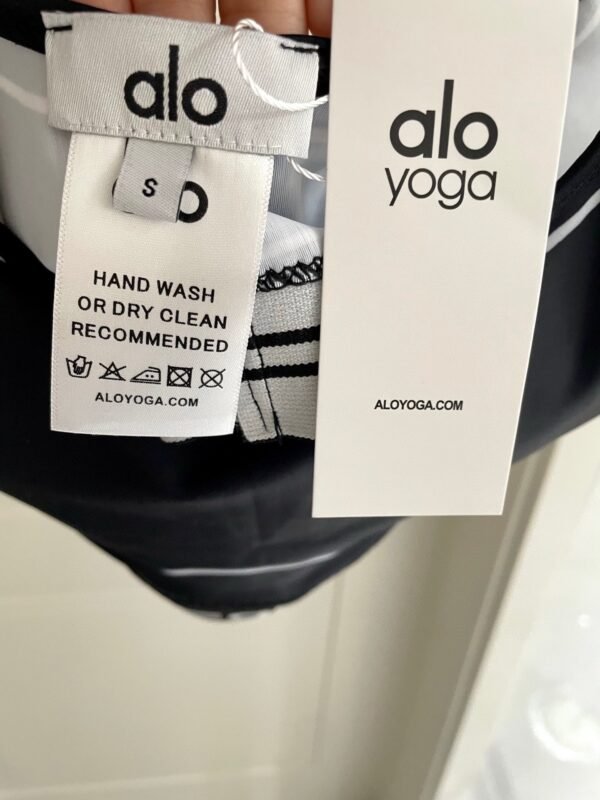 alo
S
HAND WASH
OR DRY CLEAN
RECOMMENDED
ALOYOGA.COM
alo
yoga
ALOYOGA.COM